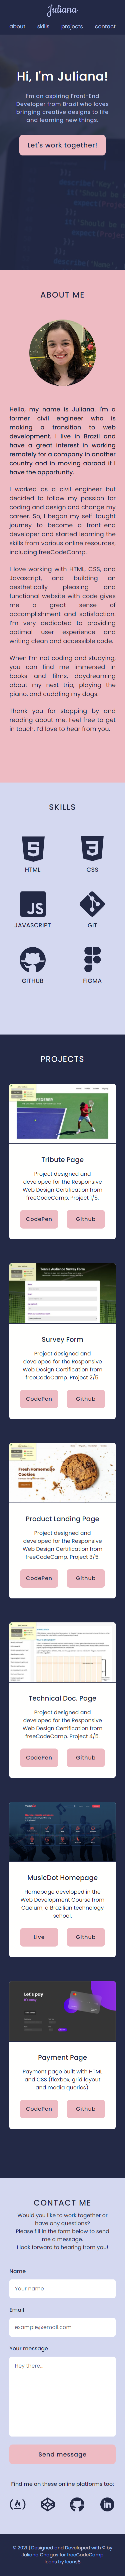 Juliana
about skills projects contact
Hi, I'm Juliana!
I'm an aspiring Front-End
Developer from Brazil who loves
bringing creative designs to life
and learning new things.
Let's work together!
ABOUT ME
Hello, my name is Juliana. I'm a
former civil engineer who is
making a transition to web
development. I live in Brazil and
have a great interest in working
remotely for a company in another
country and in moving abroad if I
have the opportunity.
I worked as a civil engineer but
decided to follow my passion for
coding and design and change my
career. So, I began my self-taught
journey to become a front-end
developer and started learning the
skills from various online resources,
including freeCodeCamp.
I love working with HTML, CSS, and
Javascript, and building an
aesthetically pleasing and
functional website with code gives
me a great sense of
accomplishment and satisfaction.
I'm very dedicated to providing
optimal user experience and
writing clean and accessible code.
When I'm not coding and studying,
you can find me immersed in
books and films, daydreaming
about my next trip, playing the
piano, and cuddling my dogs.
Thank you for stopping by and
reading about me. Feel free to get
in touch, I'd love to hear from you!
SKILLS
HTML CSS
JS
JAVASCRIPT GIT
GITHUB FIGMA
PROJECTS
Tribute Page
Project designed and
developed for the Responsive
Web Design Certification from
freeCodeCamp. Project 1/5.
CodePen Github
Survey Form
Project designed and
developed for the Responsive
Web Design Certification from
freeCodeCamp. Project 2/5.
CodePen Github
Fresh Homemade
Cookies
Product Landing Page
Project designed and
developed for the Responsive
Web Design Certification from
freeCodeCamp. Project 3/5.
CodePen Github
Technical Doc. Page
Project designed and
developed for the Responsive
Web Design Certification from
freeCodeCamp. Project 4/5.
CodePen Github
MusicDot Homepage
Homepage developed in the
Web Development Course from
Caelum, a Brazilian technology
school.
Live Github
Let's pay
Payment Page
Payment page built with HTML
and CSS (flexbox, grid layout
and media queries).
CodePen Github
CONTACT ME
Would you like to work together or
have any questions?
Please fill in the form below to send
me a message.
I look forward to hearing from you!
Name
Your name
Email
example@email.com
Your message
Hey there...
Send message
Find me on these online platforms too:
© 2021 | Designed and Developed with ♡ by
Juliana Chagas for freeCodeCamp
Icons by Icons8